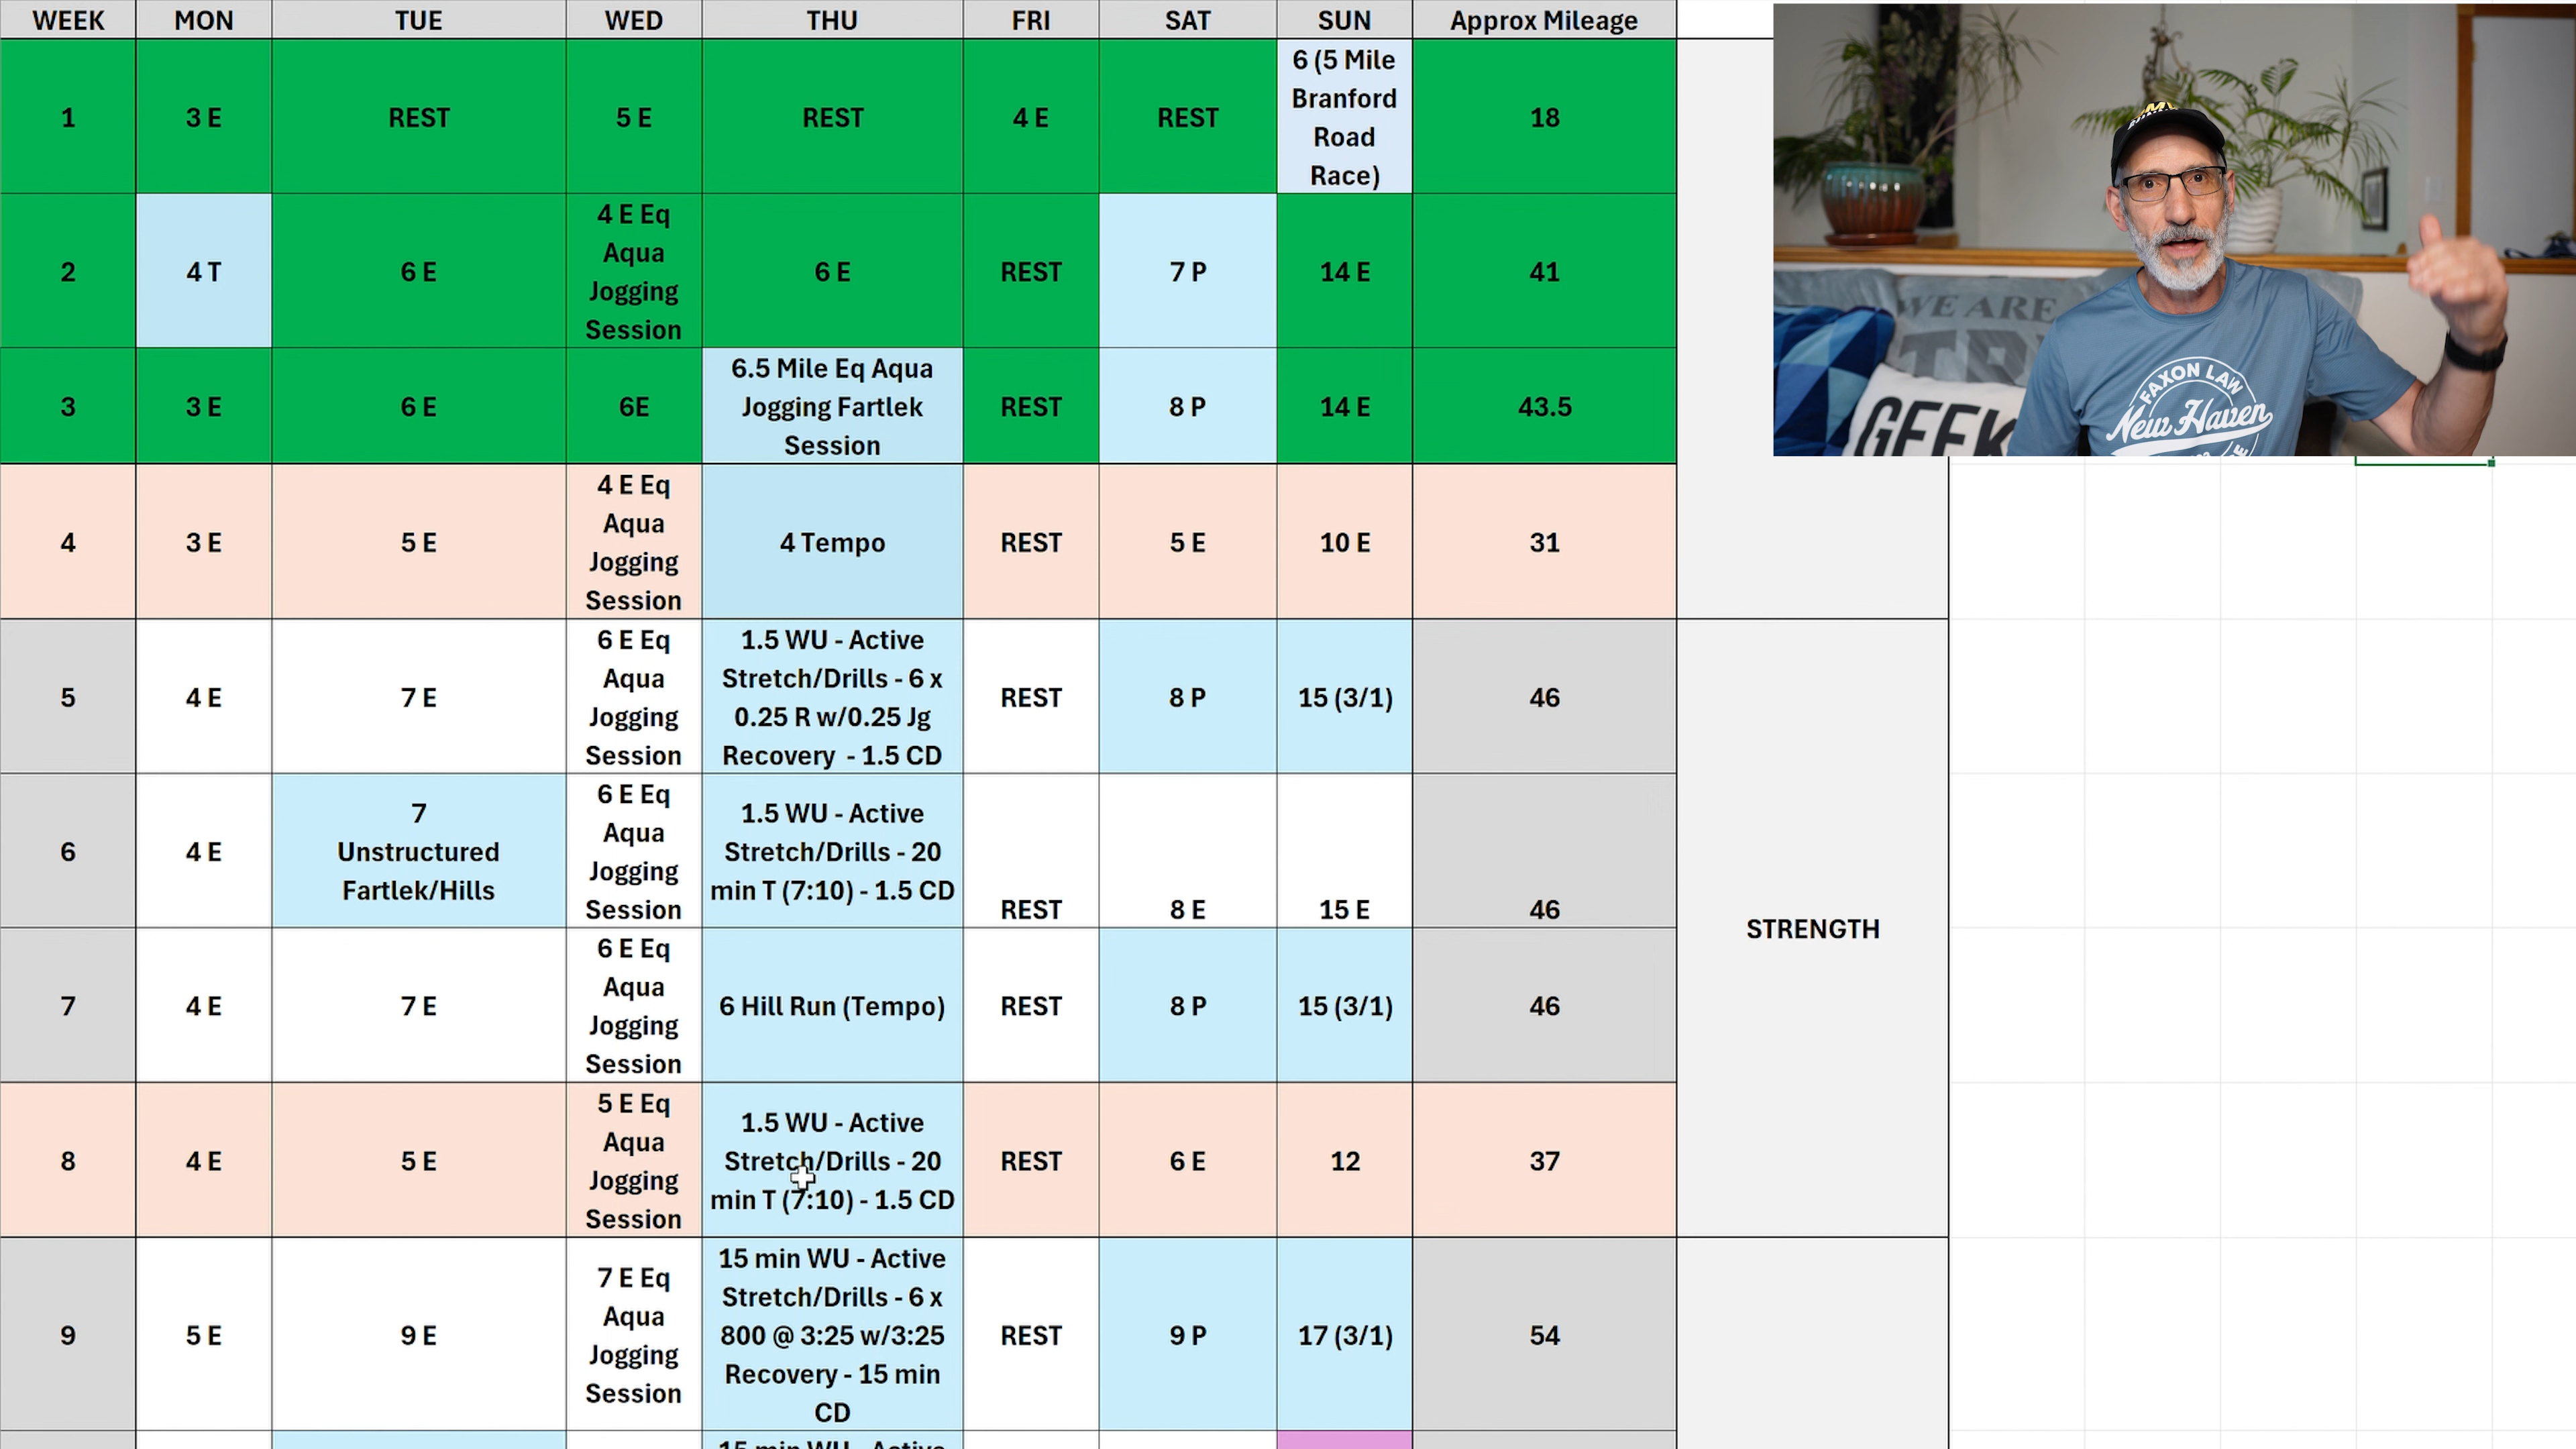 WEEK MON TUE WED THU FRI SAT SUN Approx Mileage
1 3 E REST 5 E REST 4 E REST 6 (5 Mile Branford Road Race) 18
2 4 T 6 E 4 E Eq Aqua Jogging Session 6 E REST 7 P 14 E 41
3 3 E 6 E 6E 6.5 Mile Eq Aqua Jogging Fartlek Session REST 8 P 14 E 43.5
4 3 E 5 E 4 E Eq Aqua Jogging Session 4 Tempo REST 5 E 10 E 31
5 4 E 7 E 6 E Eq Aqua Jogging Session 1.5 WU - Active Stretch/Drills - 6 x 0.25 R w/0.25 Jg Recovery - 1.5 CD REST 8 P 15 (3/1) 46
6 4 E 7 Unstructured Fartlek/Hills 6 E Eq Aqua Jogging Session 1.5 WU - Active Stretch/Drills - 20 min T (7:10) - 1.5 CD REST 8 E 15 E 46
7 4 E 7 E 6 E Eq Aqua Jogging Session 6 Hill Run (Tempo) REST 8 P 15 (3/1) 46
8 4 E 5 E 5 E Eq Aqua Jogging Session 1.5 WU - Active Stretch/Drills - 20 min T (7:10) - 1.5 CD REST 6 E 12 37
9 5 E 9 E 7 E Eq Aqua Jogging Session 15 min WU - Active Stretch/Drills - 6 x 800 @ 3:25 w/3:25 Recovery - 15 min CD REST 9 P 17 (3/1) 54
15 min WU - Active
STRENGTH
WE ARE
GEEK
FAXON LAW
New Haven